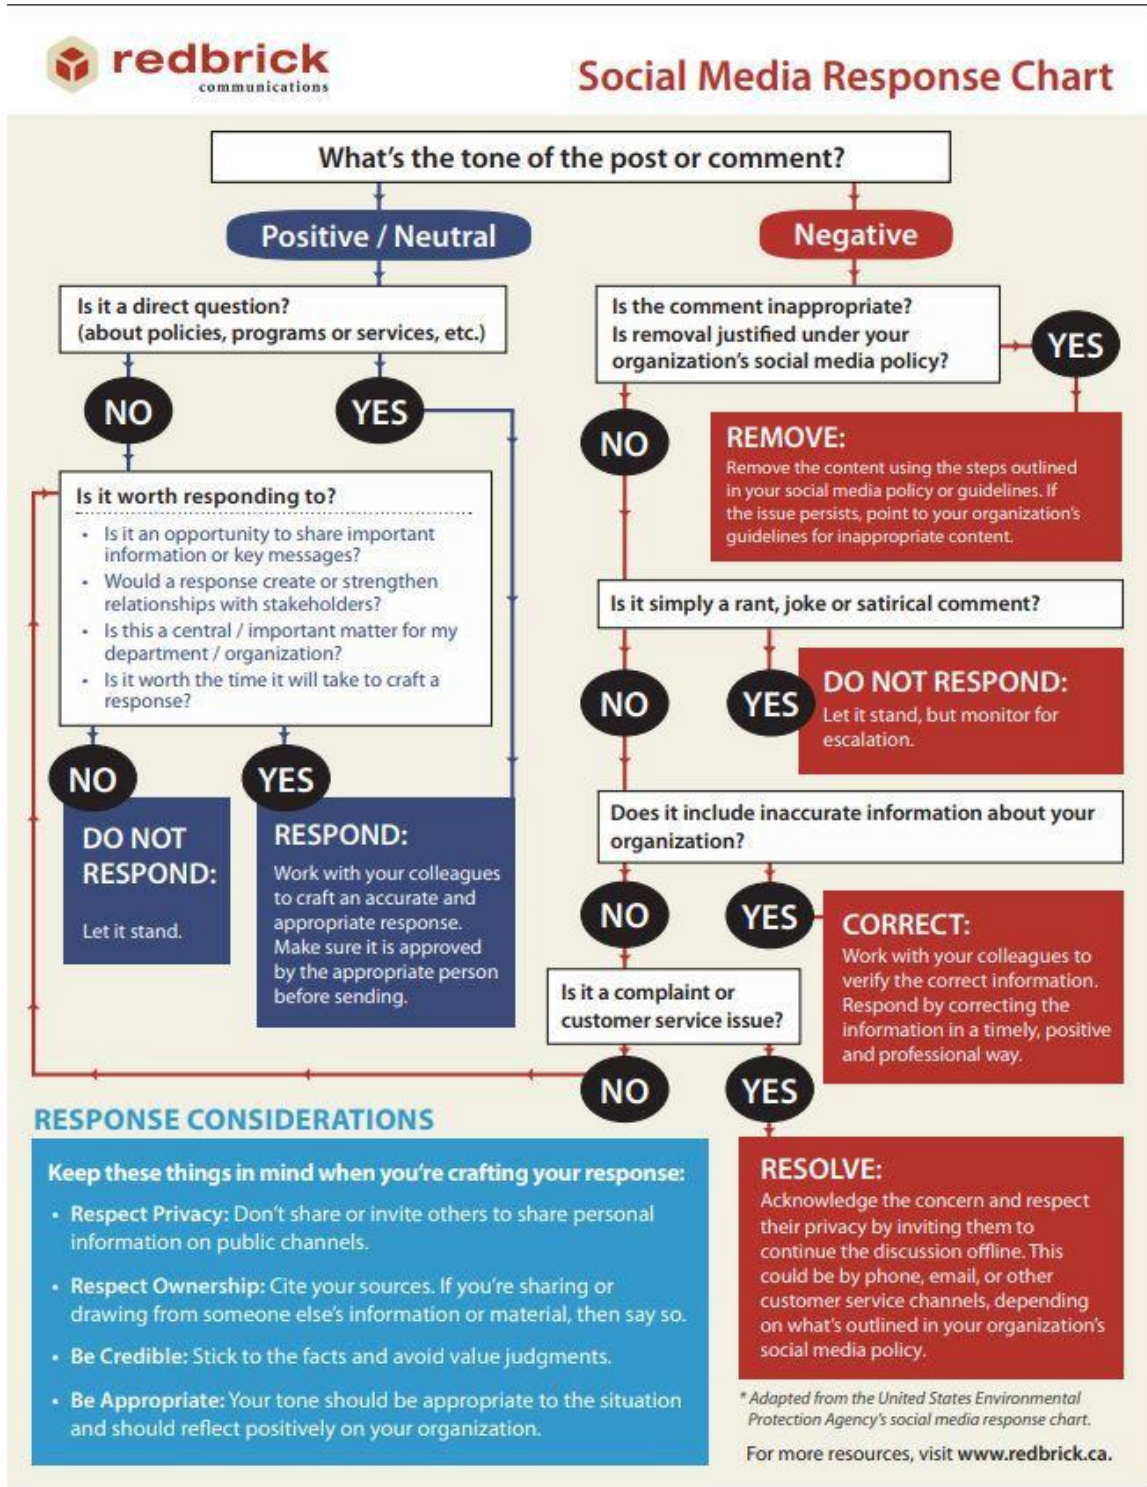 redbrick
communications
Social Media Response Chart
What's the tone of the post or comment?
Positive / Neutral
Negative
Is it a direct question?
(about policies, programs or services, etc.)
NO
YES
Is it worth responding to?
• Is it an opportunity to share important
information or key messages?
• Would a response create or strengthen
relationships with stakeholders?
• Is this a central / important matter for my
department / organization?
• Is it worth the time it will take to craft a
response?
NO
YES
DO NOT
RESPOND:
Let it stand.
RESPOND:
Work with your colleagues
to craft an accurate and
appropriate response.
Make sure it is approved
by the appropriate person
before sending.
Is the comment inappropriate?
Is removal justified under your
organization's social media policy?
YES
NO
REMOVE:
Remove the content using the steps outlined
in your social media policy or guidelines. If
the issue persists, point to your organization's
guidelines for inappropriate content.
Is it simply a rant, joke or satirical comment?
NO
YES
DO NOT RESPOND:
Let it stand, but monitor for
escalation.
Does it include inaccurate information about your
organization?
NO
YES
CORRECT:
Work with your colleagues to
verify the correct information.
Respond by correcting the
information in a timely, positive
and professional way.
Is it a complaint or
customer service issue?
NO
YES
RESOLVE:
Acknowledge the concern and respect
their privacy by inviting them to
continue the discussion offline. This
could be by phone, email, or other
customer service channels, depending
on what's outlined in your organization's
social media policy.
RESPONSE CONSIDERATIONS
Keep these things in mind when you're crafting your response:
• Respect Privacy: Don't share or invite others to share personal
information on public channels.
• Respect Ownership: Cite your sources. If you're sharing or
drawing from someone else's information or material, then say so.
• Be Credible: Stick to the facts and avoid value judgments.
• Be Appropriate: Your tone should be appropriate to the situation
and should reflect positively on your organization.
* Adapted from the United States Environmental
Protection Agency's social media response chart.
For more resources, visit www.redbrick.ca.